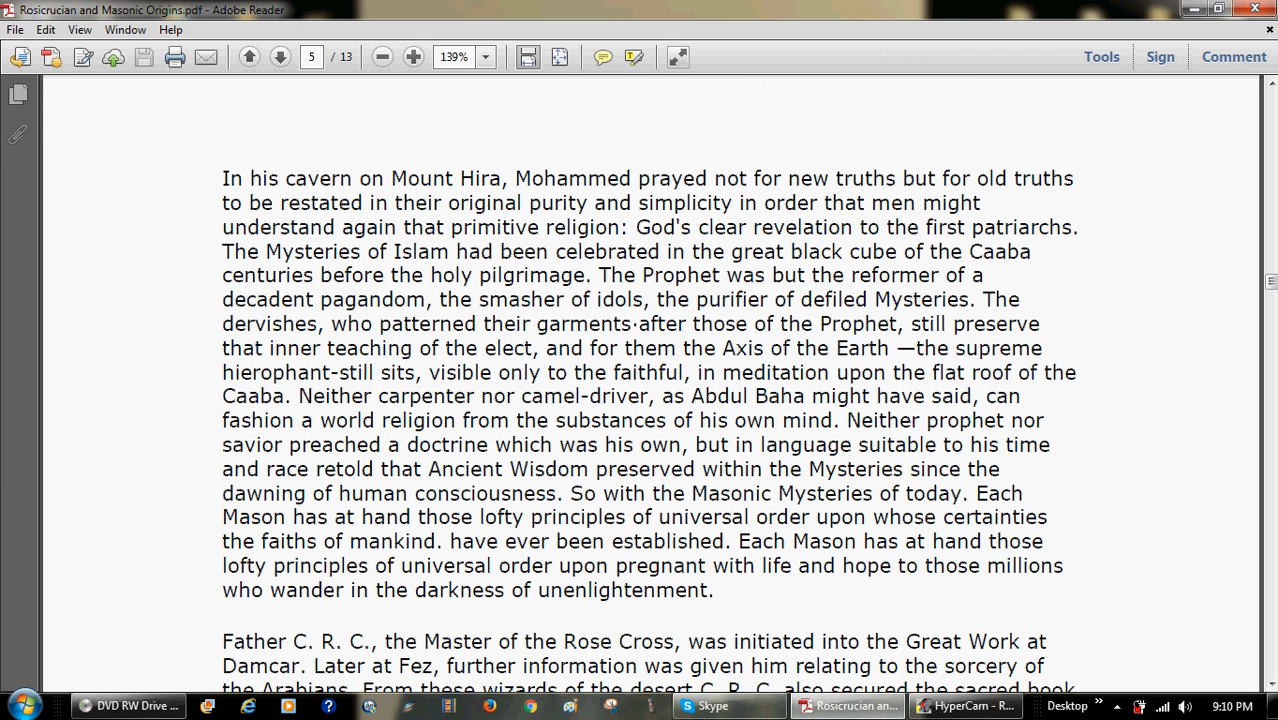 Rosicrucian and Masonic Origins.pdf - Adobe Reader
File Edit View Window Help
5 / 13 139% Tools Sign Comment
In his cavern on Mount Hira, Mohammed prayed not for new truths but for old truths
to be restated in their original purity and simplicity in order that men might
understand again that primitive religion: God's clear revelation to the first patriarchs.
The Mysteries of Islam had been celebrated in the great black cube of the Caaba
centuries before the holy pilgrimage. The Prophet was but the reformer of a
decadent pagandom, the smasher of idols, the purifier of defiled Mysteries. The
dervishes, who patterned their garments·after those of the Prophet, still preserve
that inner teaching of the elect, and for them the Axis of the Earth —the supreme
hierophant-still sits, visible only to the faithful, in meditation upon the flat roof of the
Caaba. Neither carpenter nor camel-driver, as Abdul Baha might have said, can
fashion a world religion from the substances of his own mind. Neither prophet nor
savior preached a doctrine which was his own, but in language suitable to his time
and race retold that Ancient Wisdom preserved within the Mysteries since the
dawning of human consciousness. So with the Masonic Mysteries of today. Each
Mason has at hand those lofty principles of universal order upon whose certainties
the faiths of mankind. have ever been established. Each Mason has at hand those
lofty principles of universal order upon pregnant with life and hope to those millions
who wander in the darkness of unenlightenment.
Father C. R. C., the Master of the Rose Cross, was initiated into the Great Work at
Damcar. Later at Fez, further information was given him relating to the sorcery of
the Arabians. From these wizards of the desert C. R. C. also secured the sacred book
DVD RW Drive ... Skype Rosicrucian an... HyperCam - R... Desktop » 9:10 PM